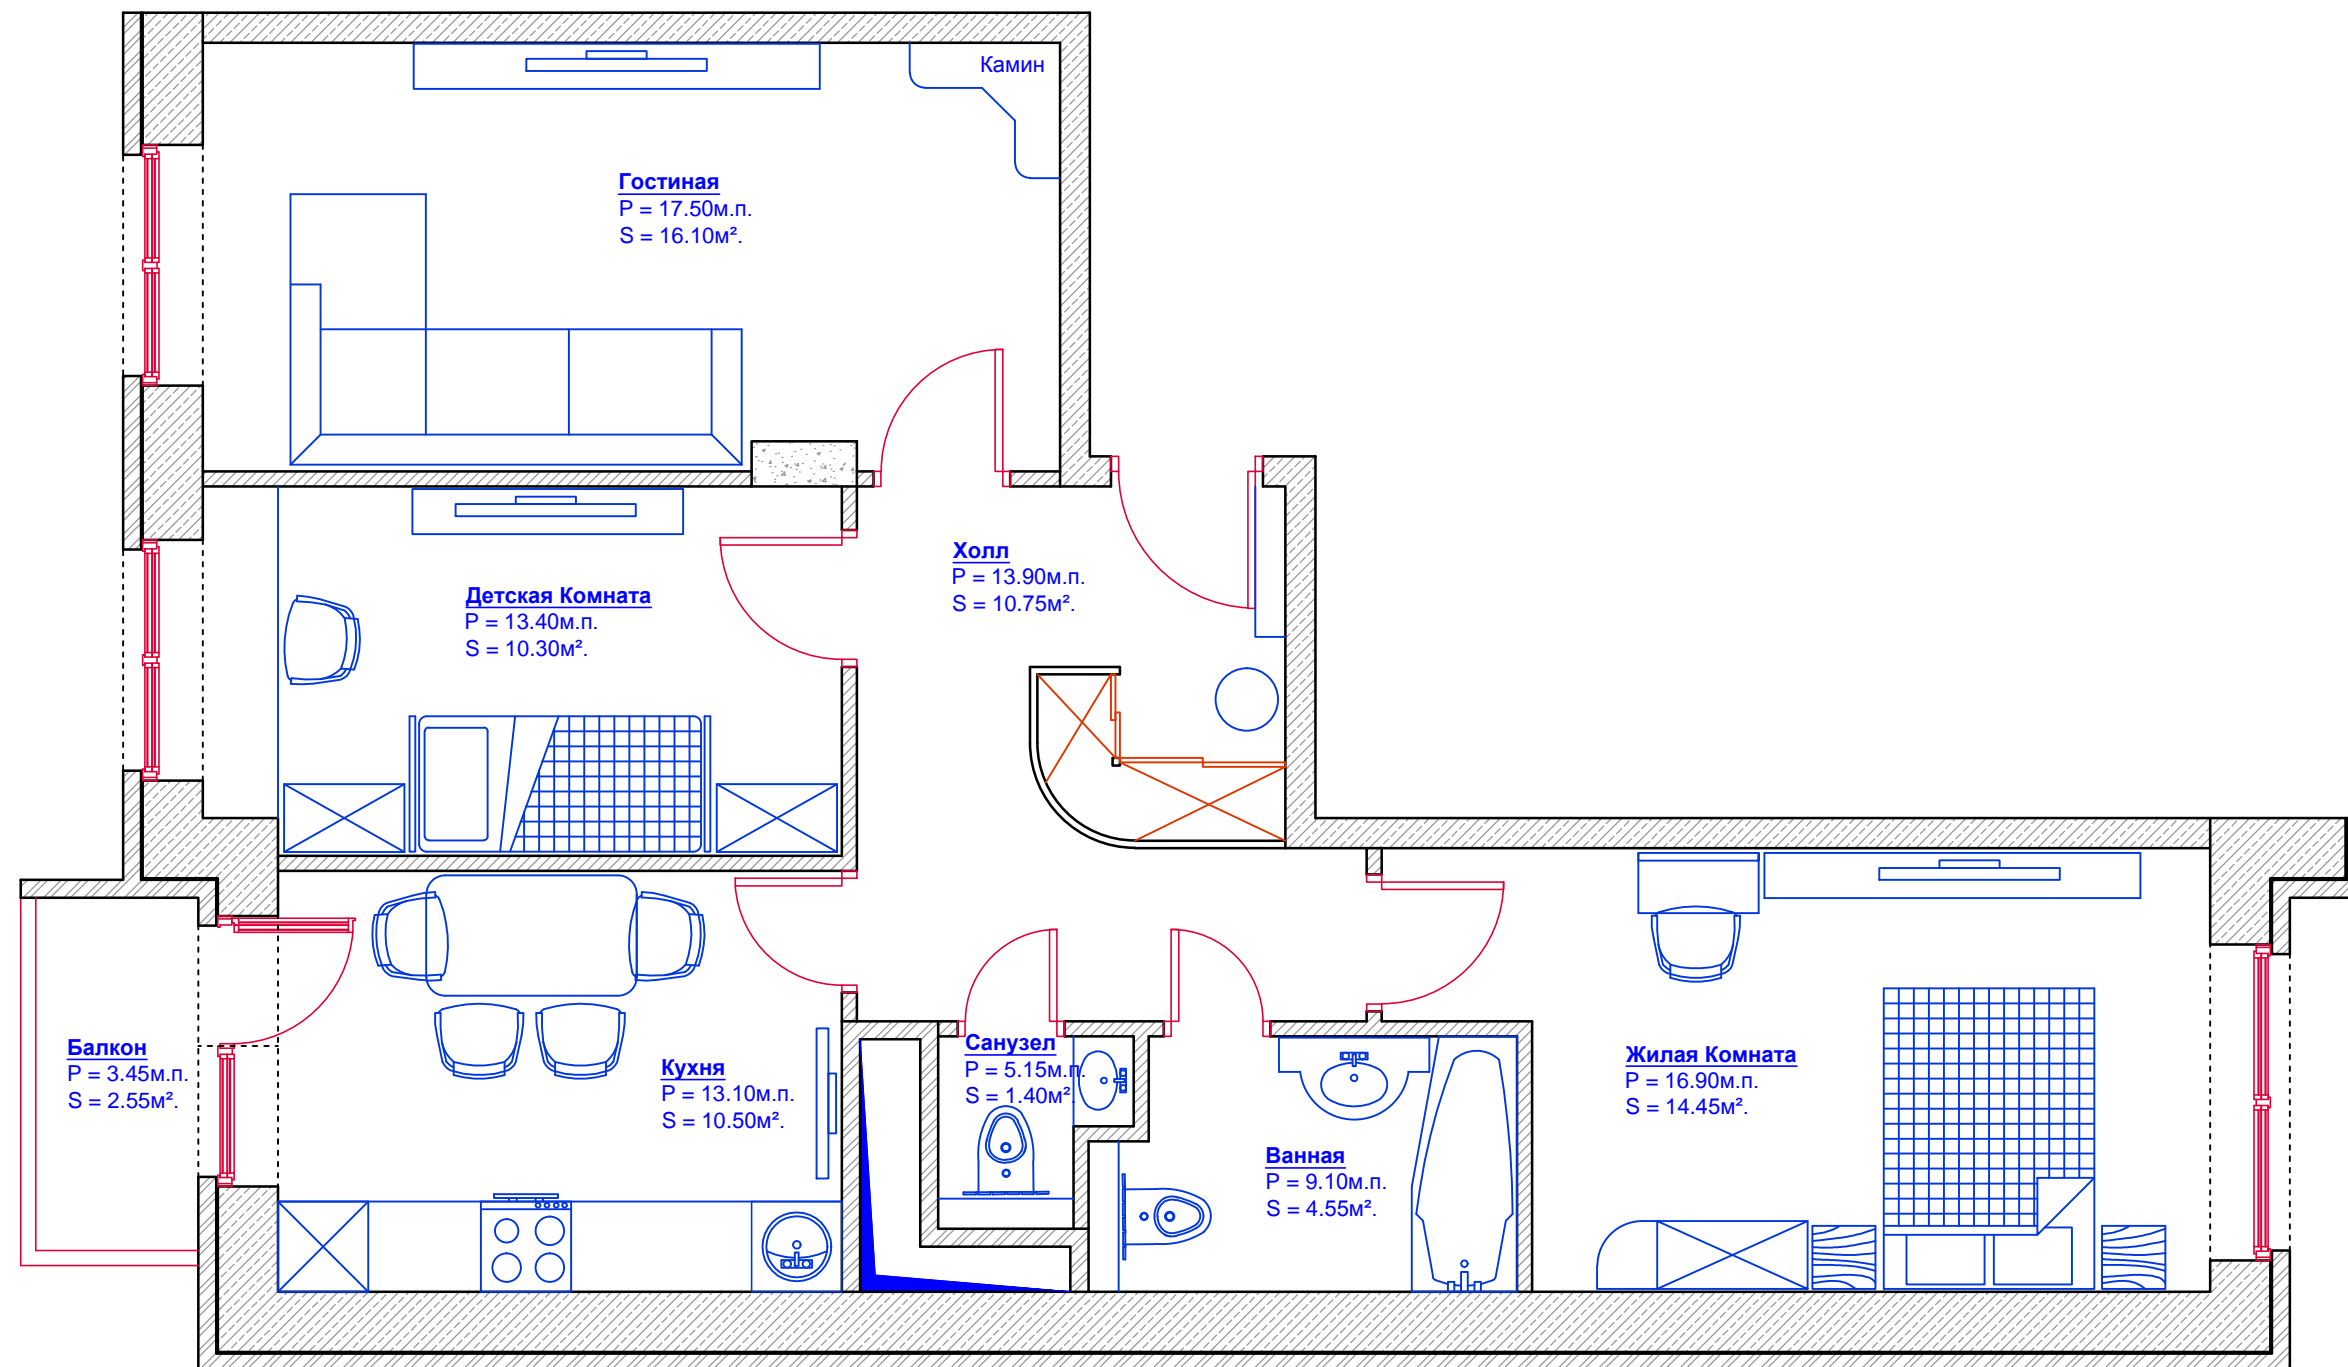 Камин
Гостиная
P = 17.50м.п.
S = 16.10м².
Холл
P = 13.90м.п.
S = 10.75м².
Детская Комната
P = 13.40м.п.
S = 10.30м².
Балкон
P = 3.45м.п.
S = 2.55м².
Кухня
P = 13.10м.п.
S = 10.50м².
Санузел
P = 5.15м.п.
S = 1.40м².
Ванная
P = 9.10м.п.
S = 4.55м².
Жилая Комната
P = 16.90м.п.
S = 14.45м².